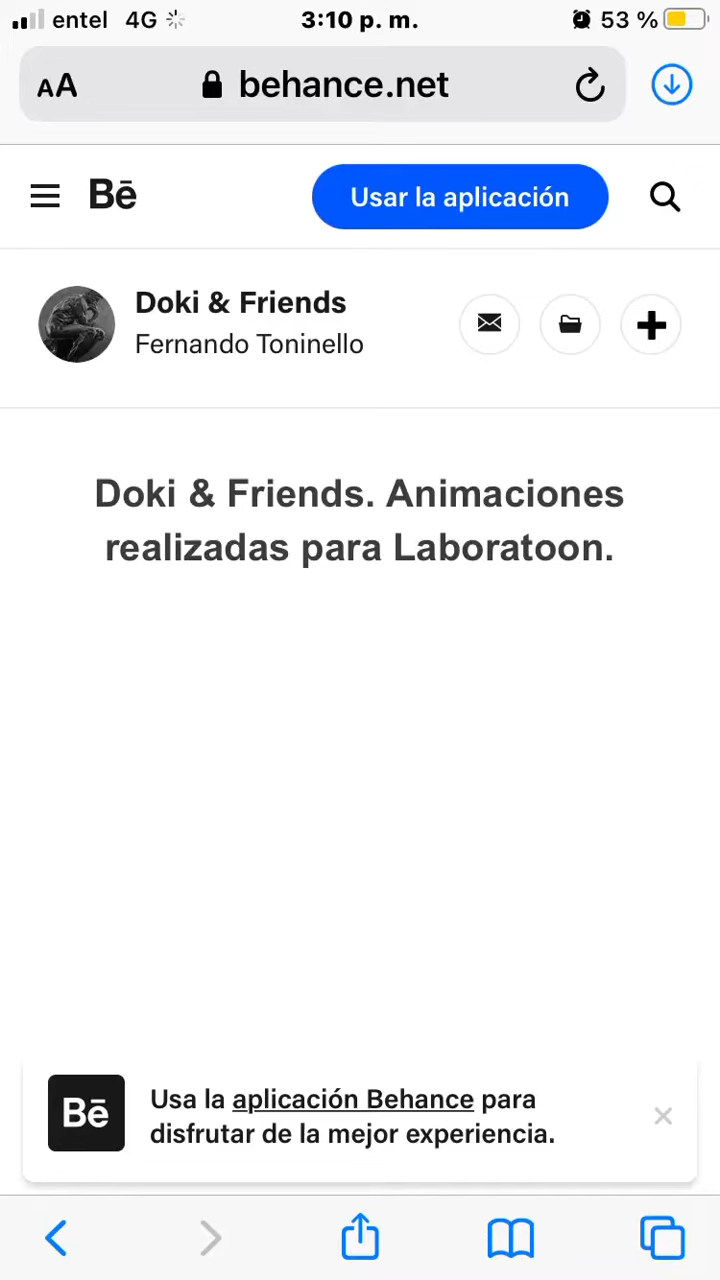 entel 4G 3:10 p. m. 53 %
AA behance.net
Bē Usar la aplicación
Doki & Friends
Fernando Toninello
Doki & Friends. Animaciones
realizadas para Laboratoon.
Bē
Usa la aplicación Behance para
disfrutar de la mejor experiencia.